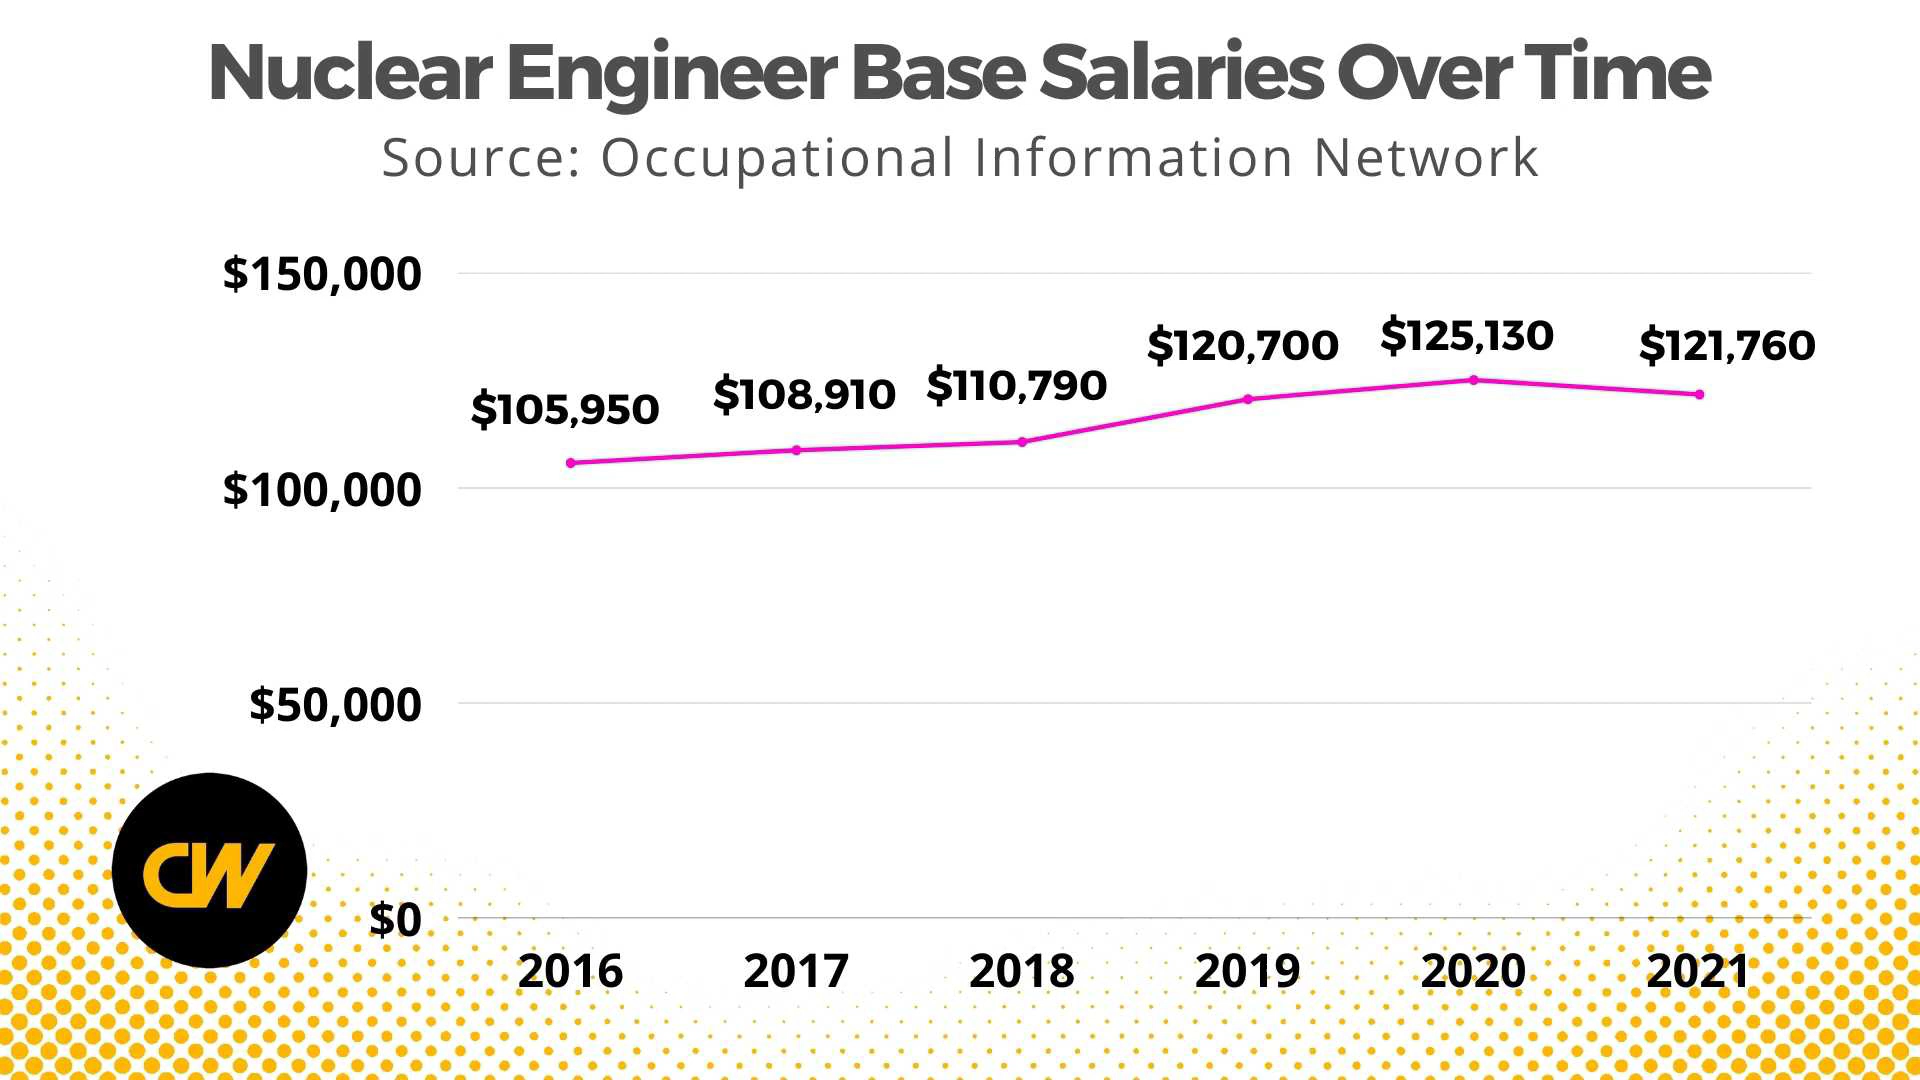 Nuclear Engineer Base Salaries Over Time
Source: Occupational Information Network
$150,000
$120,700 $125,130 $121,760
$105,950 $108,910 $110,790
$100,000
$50,000
CW
$0
2016 2017 2018 2019 2020 2021